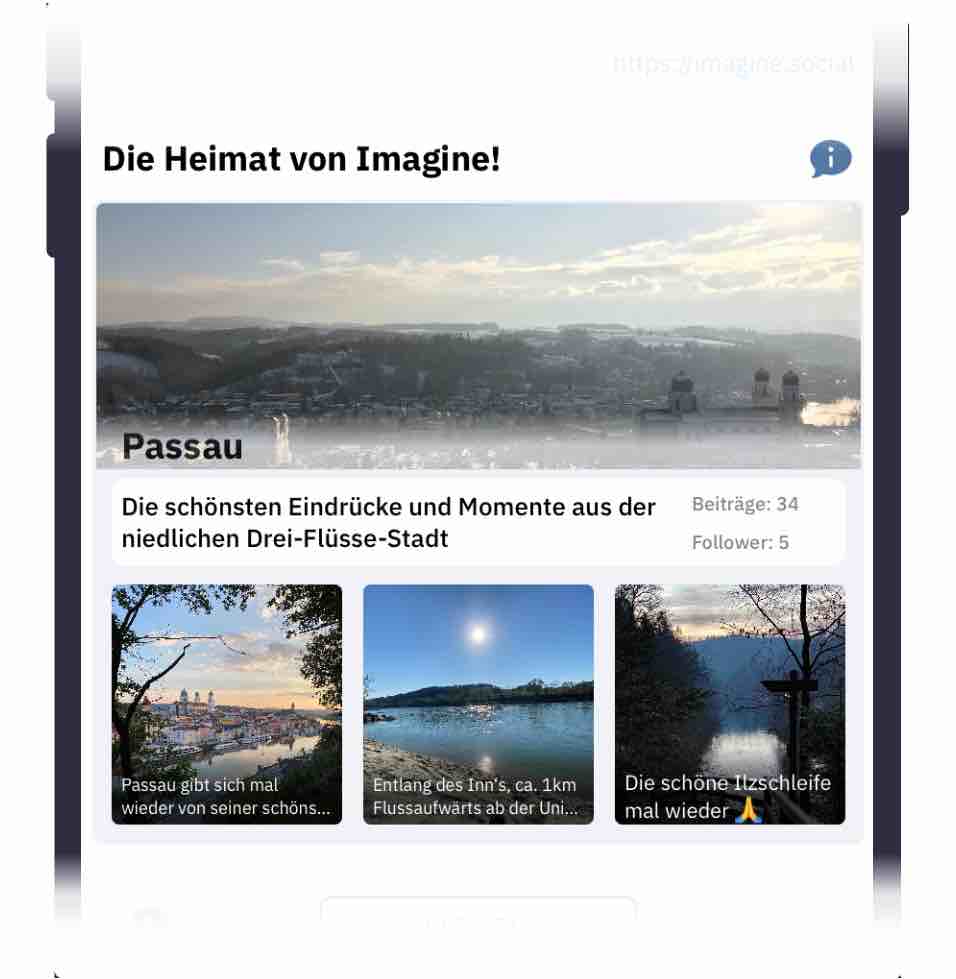 https://imagine.social
Die Heimat von Imagine!
Passau
Die schönsten Eindrücke und Momente aus der
niedlichen Drei-Flüsse-Stadt
Beiträge: 34
Follower: 5
Passau gibt sich mal
wieder von seiner schöns...
Entlang des Inn's, ca. 1km
Flussaufwärts ab der Uni...
Die schöne Ilzschleife
mal wieder 🙏